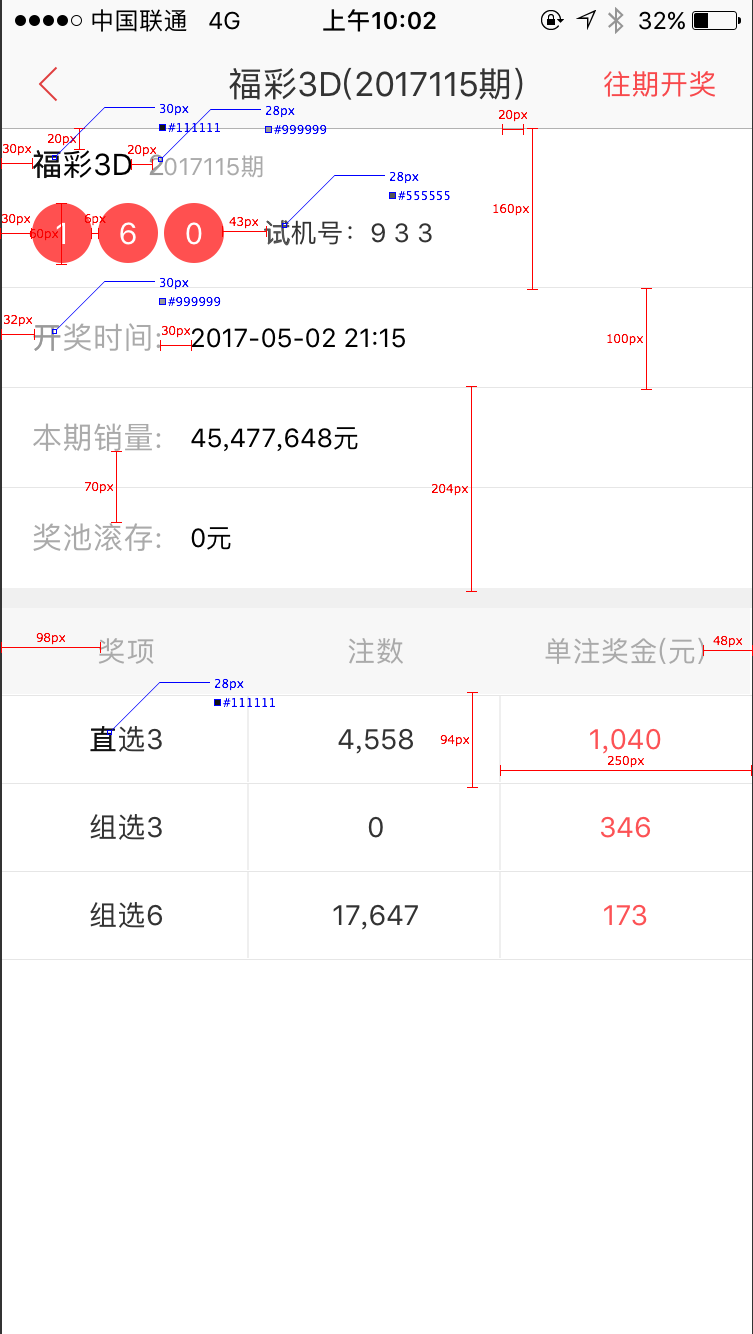 中国联通 4G 上午10:02 32%
福彩3D(2017115期) 往期开奖
30px 28px 20px
#111111 #999999
20px
30px 福彩3D 20px 2017115期
28px
#555555
160px
30px 60px 1 6px 6 0 43px 试机号：9 3 3
30px
#999999
32px 开奖时间: 30px 2017-05-02 21:15 100px
本期销量: 45,477,648元
70px 204px
奖池滚存: 0元
98px 奖项 注数 单注奖金(元) 48px
28px
#111111
直选3 4,558 94px 1,040
250px
组选3 0 346
组选6 17,647 173